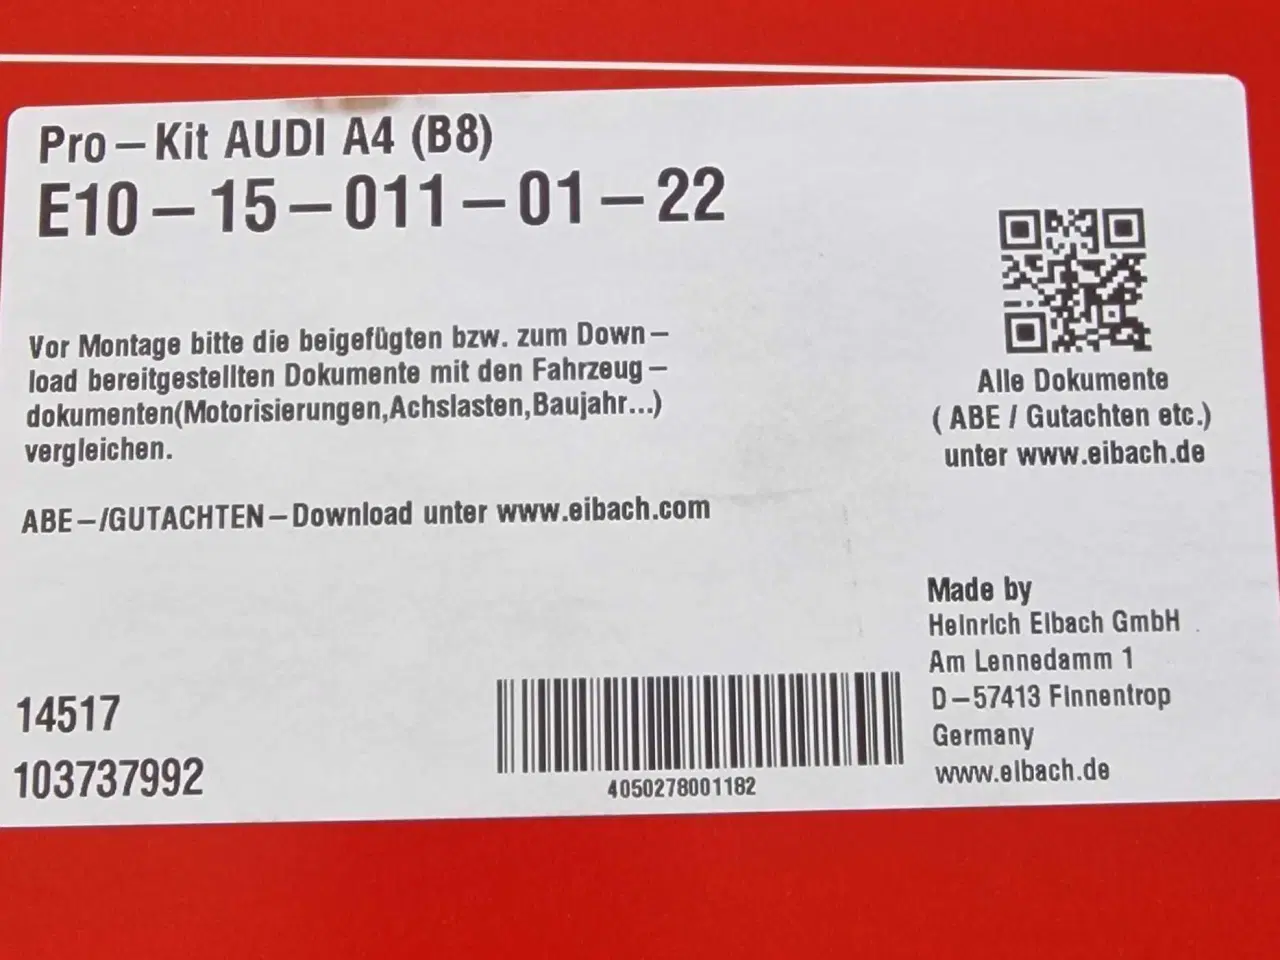 Pro–Kit AUDI A4 (B8)
E10–15–011–01–22
Vor Montage bitte die beigefügten bzw. zum Down–
load bereitgestellten Dokumente mit den Fahrzeug–
dokumenten(Motorisierungen,Achslasten,Baujahr...)
vergleichen.
ABE–/GUTACHTEN–Download unter www.eibach.com
Alle Dokumente
( ABE / Gutachten etc.)
unter www.eibach.de
Made by
Heinrich Eibach GmbH
Am Lennedamm 1
D–57413 Finnentrop
Germany
www.eibach.de
14517
103737992
4050278001182